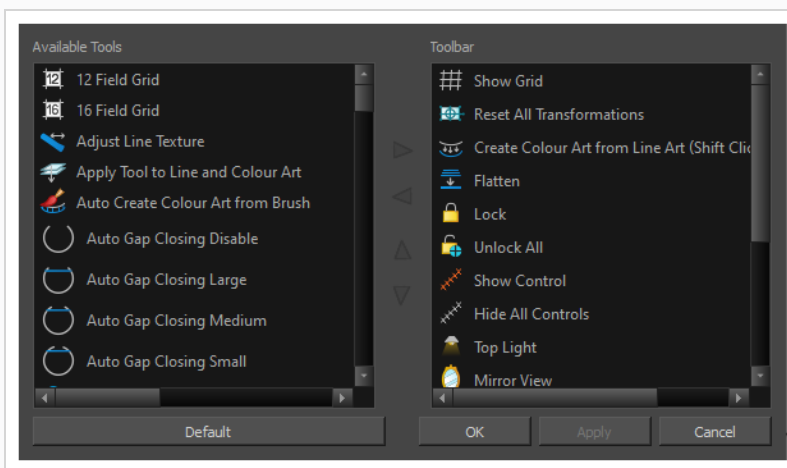 Available Tools
12 12 Field Grid
16 16 Field Grid
Adjust Line Texture
Apply Tool to Line and Colour Art
Auto Create Colour Art from Brush
Auto Gap Closing Disable
Auto Gap Closing Large
Auto Gap Closing Medium
Auto Gap Closing Small
Default
Toolbar
Show Grid
Reset All Transformations
Create Colour Art from Line Art (Shift Clic
Flatten
Lock
Unlock All
Show Control
Hide All Controls
Top Light
Mirror View
OK
Apply
Cancel